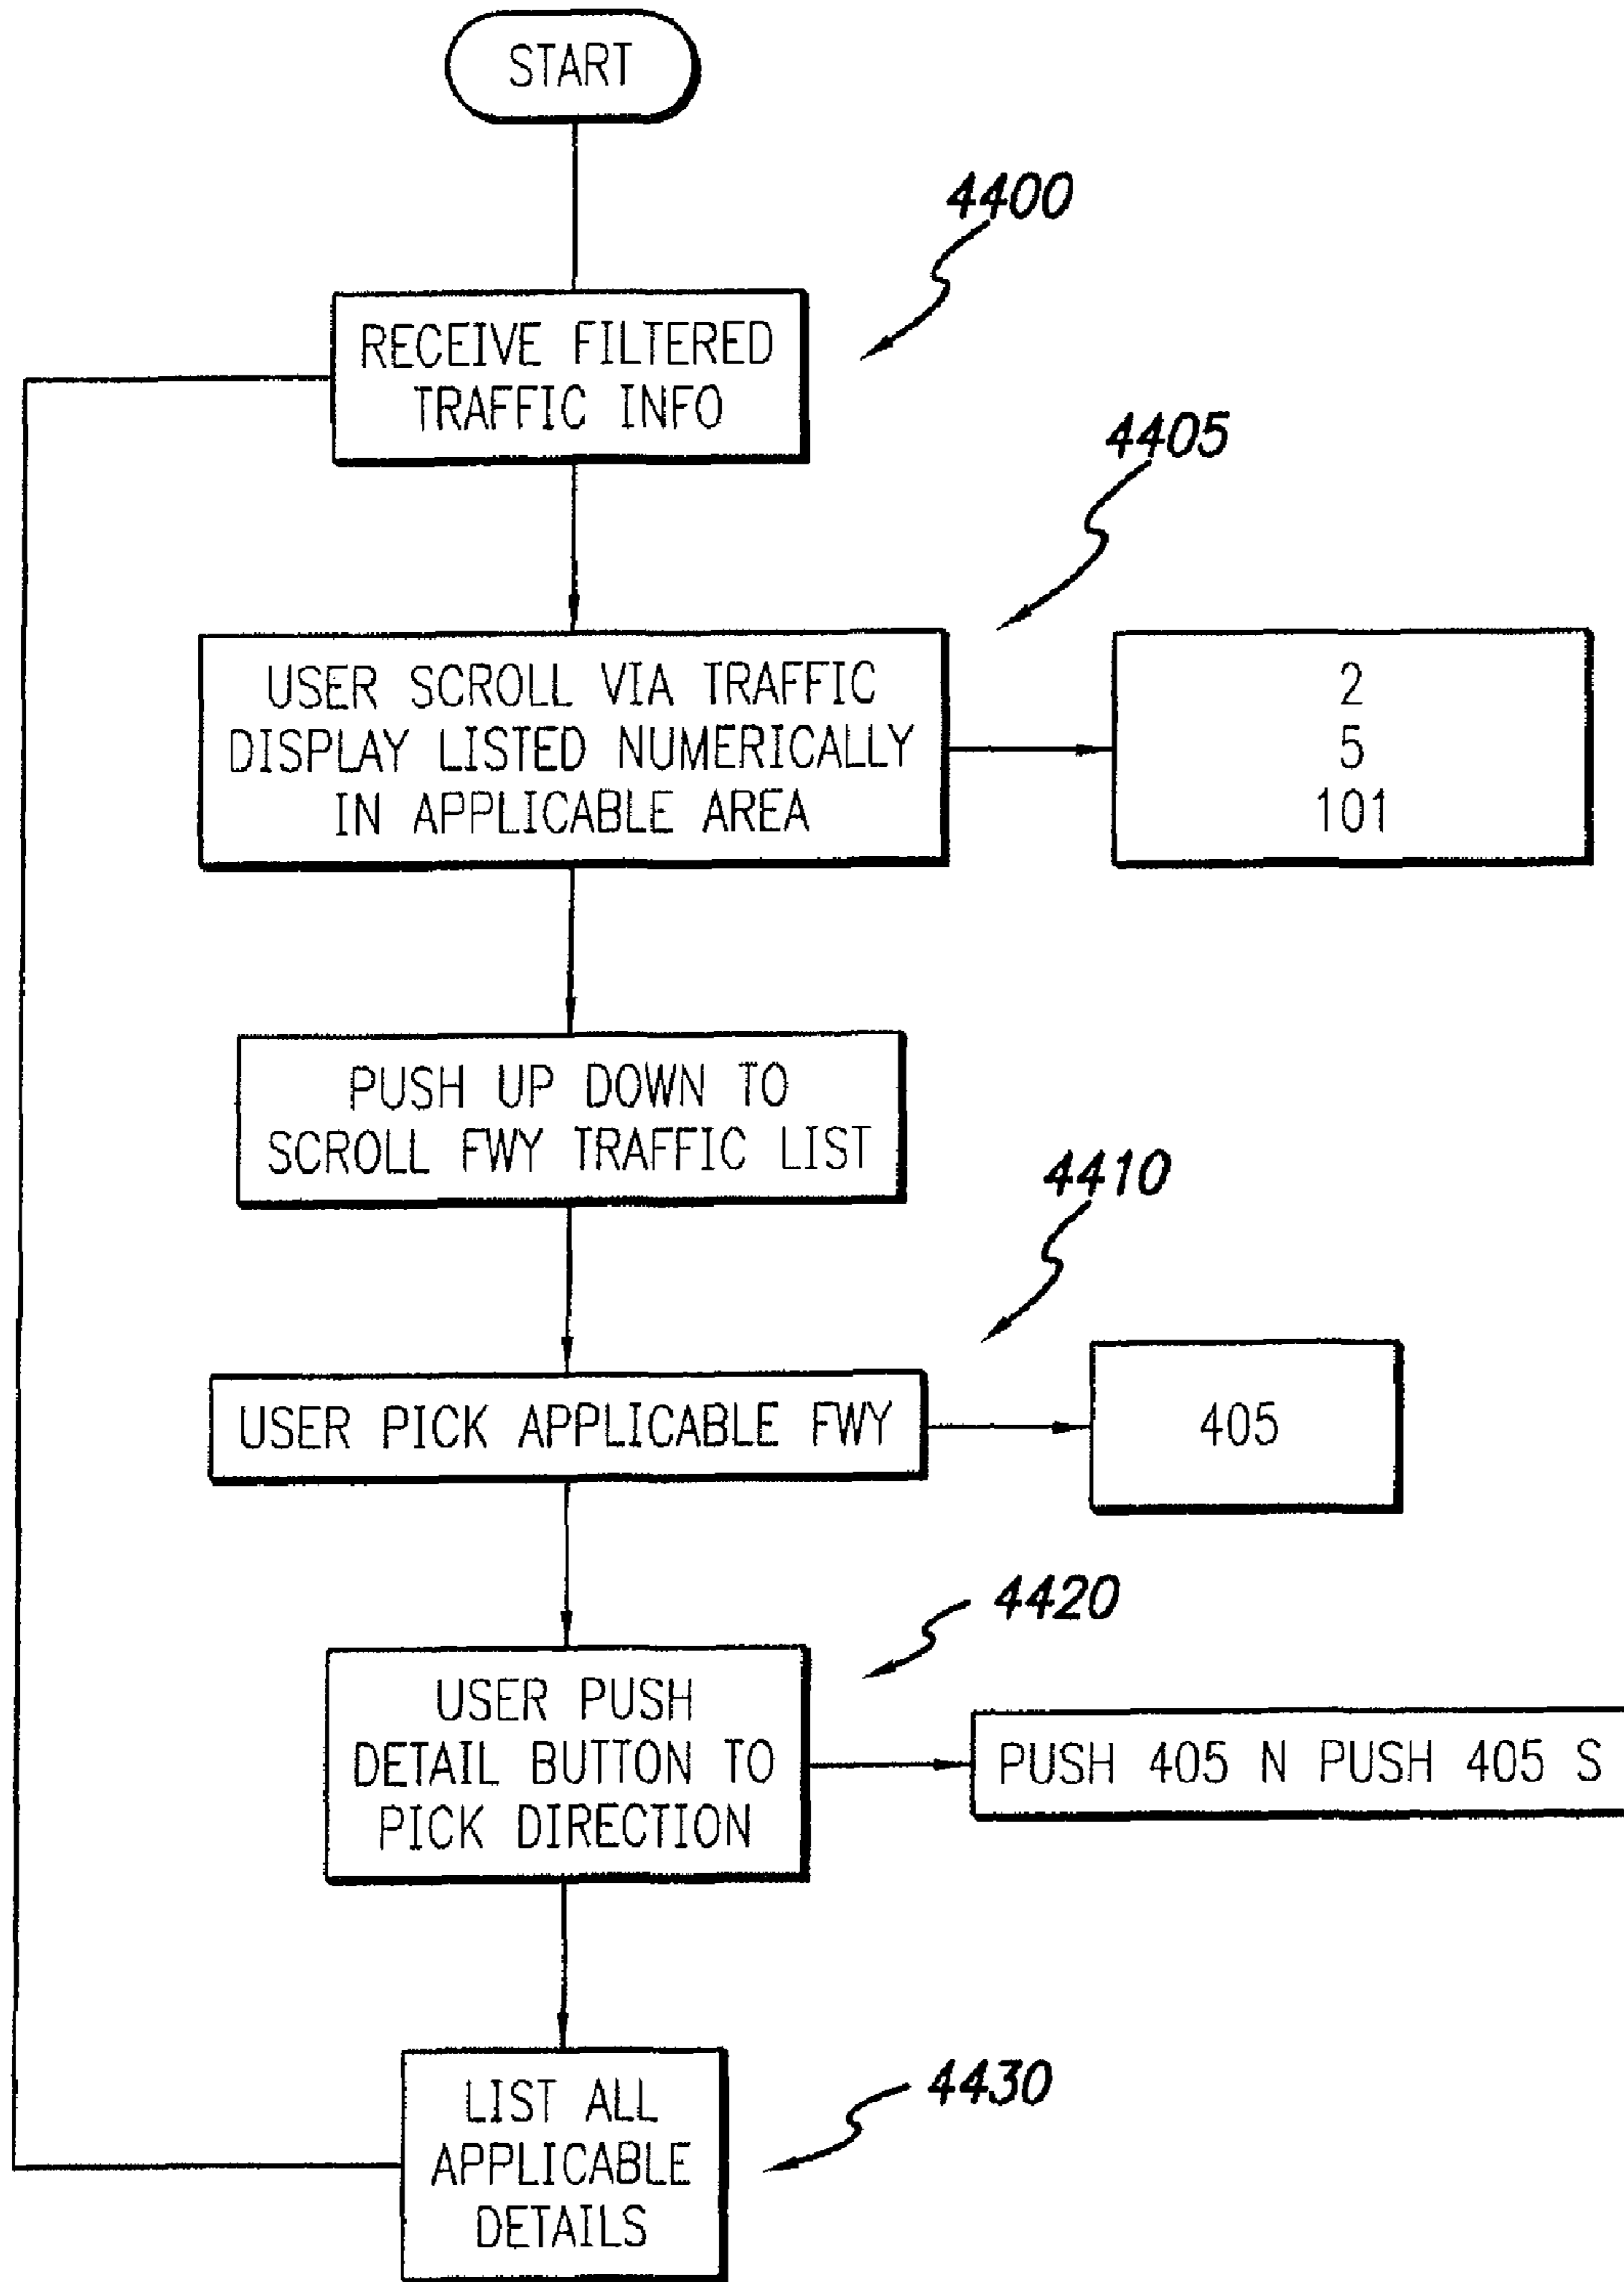 START
4400
RECEIVE FILTERED
TRAFFIC INFO
4405
USER SCROLL VIA TRAFFIC
DISPLAY LISTED NUMERICALLY
IN APPLICABLE AREA
2
5
101
PUSH UP DOWN TO
SCROLL FWY TRAFFIC LIST
4410
USER PICK APPLICABLE FWY
405
4420
USER PUSH
DETAIL BUTTON TO
PICK DIRECTION
PUSH 405 N PUSH 405 S
4430
LIST ALL
APPLICABLE
DETAILS